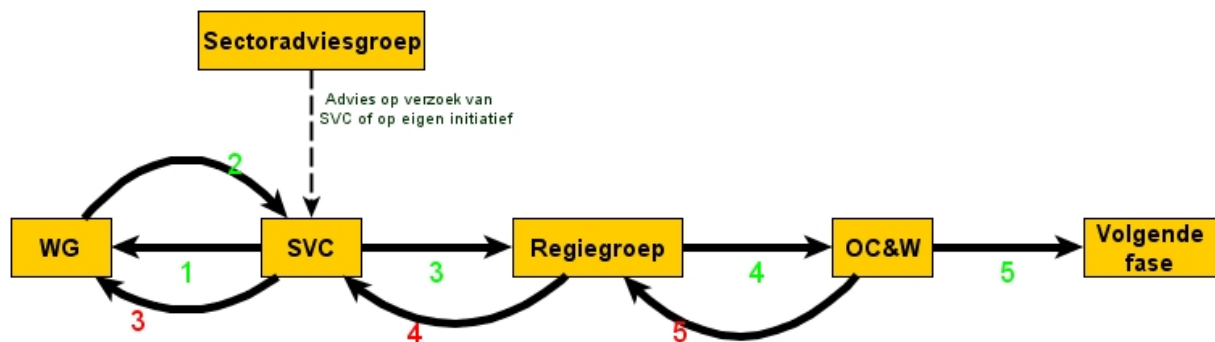 Sectoradviesgroep
Advies op verzoek van
SVC of op eigen initiatief
2
WG
SVC
Regiegroep
OC&W
Volgende
fase
1
3
4
5
3
4
5